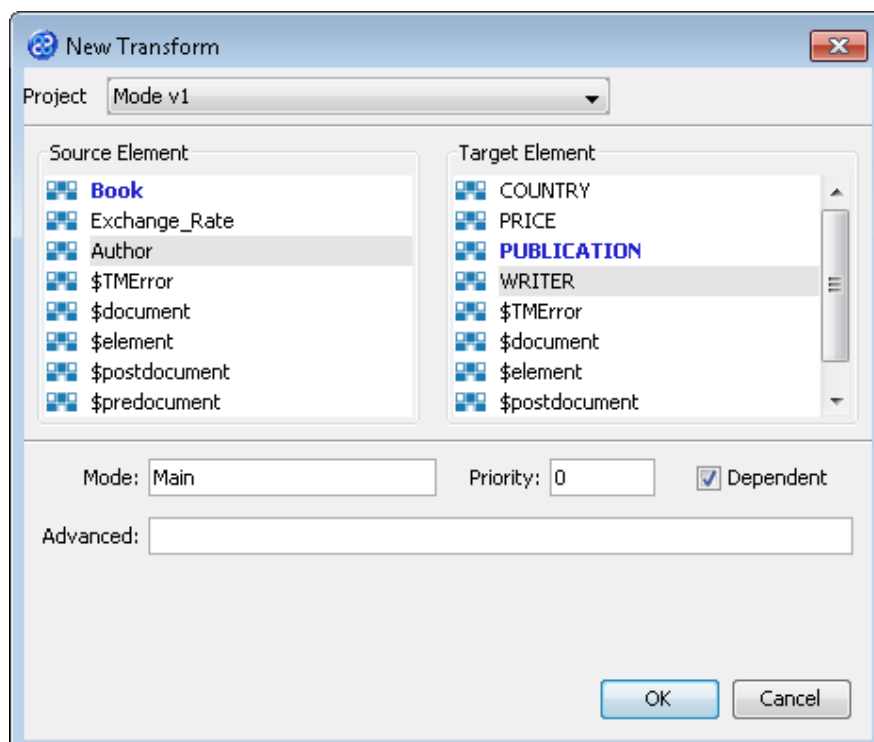 New Transform
Project Mode v1
Source Element
Book
Exchange_Rate
Author
$TMError
$document
$element
$postdocument
$predocument
Target Element
COUNTRY
PRICE
PUBLICATION
WRITER
$TMError
$document
$element
$postdocument
Mode: Main Priority: 0 Dependent
Advanced:
OK Cancel